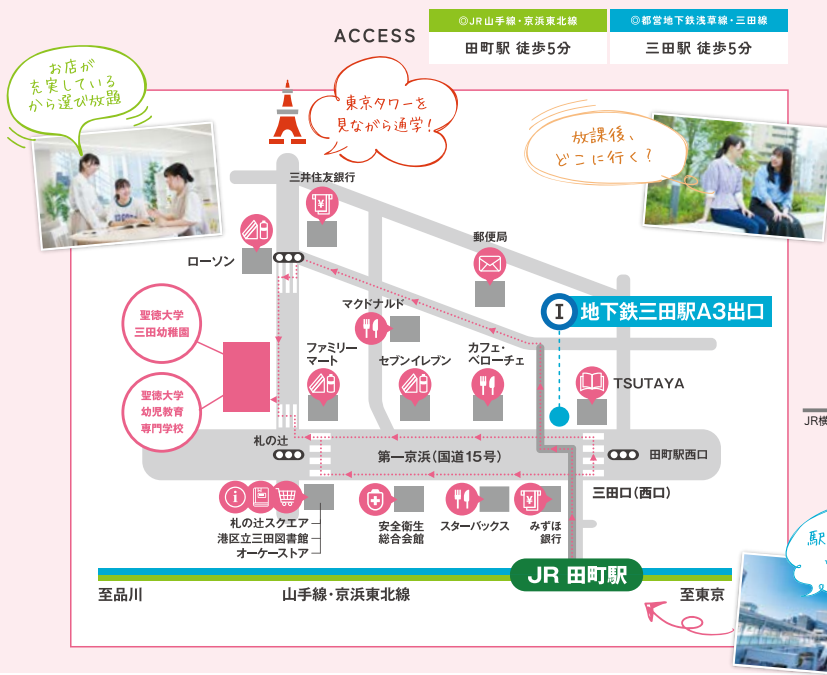 ACCESS
◎JR山手線・京浜東北線
田町駅 徒歩5分
◎都営地下鉄浅草線・三田線
三田駅 徒歩5分
お店が
充実している
から選び放題
東京タワーを
見ながら通学!
放課後、
どこに行く?
三井住友銀行
ローソン
郵便局
マクドナルド
I 地下鉄三田駅A3出口
聖徳大学
三田幼稚園
ファミリー
マート
セブンイレブン
カフェ・
ベローチェ
TSUTAYA
聖徳大学
幼児教育
専門学校
JR横
札の辻
第一京浜(国道15号)
田町駅西口
三田口(西口)
札の辻スクエア
港区立三田図書館
オーケーストア
安全衛生
総合会館
スターバックス
みずほ
銀行
駅
JR 田町駅
至品川
山手線・京浜東北線
至東京